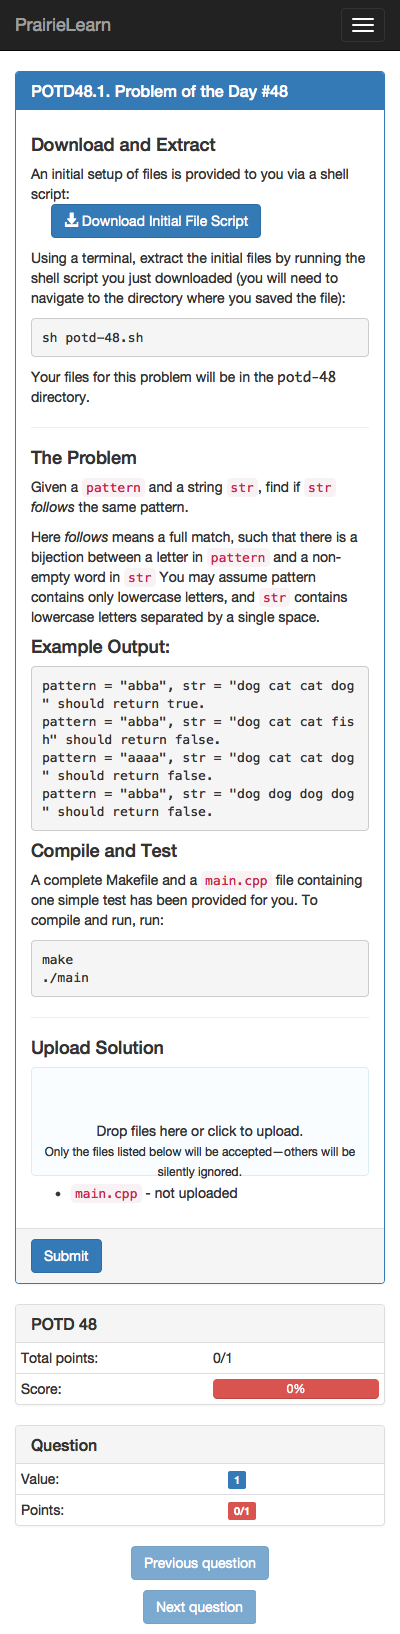 PrairieLearn
POTD48.1. Problem of the Day #48
Download and Extract
An initial setup of files is provided to you via a shell
script:
Download Initial File Script
Using a terminal, extract the initial files by running the
shell script you just downloaded (you will need to
navigate to the directory where you saved the file):
sh potd-48.sh
Your files for this problem will be in the potd-48
directory.
The Problem
Given a pattern and a string str , find if str
follows the same pattern.
Here follows means a full match, such that there is a
bijection between a letter in pattern and a non-
empty word in str You may assume pattern
contains only lowercase letters, and str contains
lowercase letters separated by a single space.
Example Output:
pattern = "abba", str = "dog cat cat dog
" should return true.
pattern = "abba", str = "dog cat cat fis
h" should return false.
pattern = "aaaa", str = "dog cat cat dog
" should return false.
pattern = "abba", str = "dog dog dog dog
" should return false.
Compile and Test
A complete Makefile and a main.cpp file containing
one simple test has been provided for you. To
compile and run, run:
make
./main
Upload Solution
Drop files here or click to upload.
Only the files listed below will be accepted—others will be
silently ignored.
• main.cpp - not uploaded
Submit
POTD 48
Total points: 0/1
Score: 0%
Question
Value: 1
Points: 0/1
Previous question
Next question